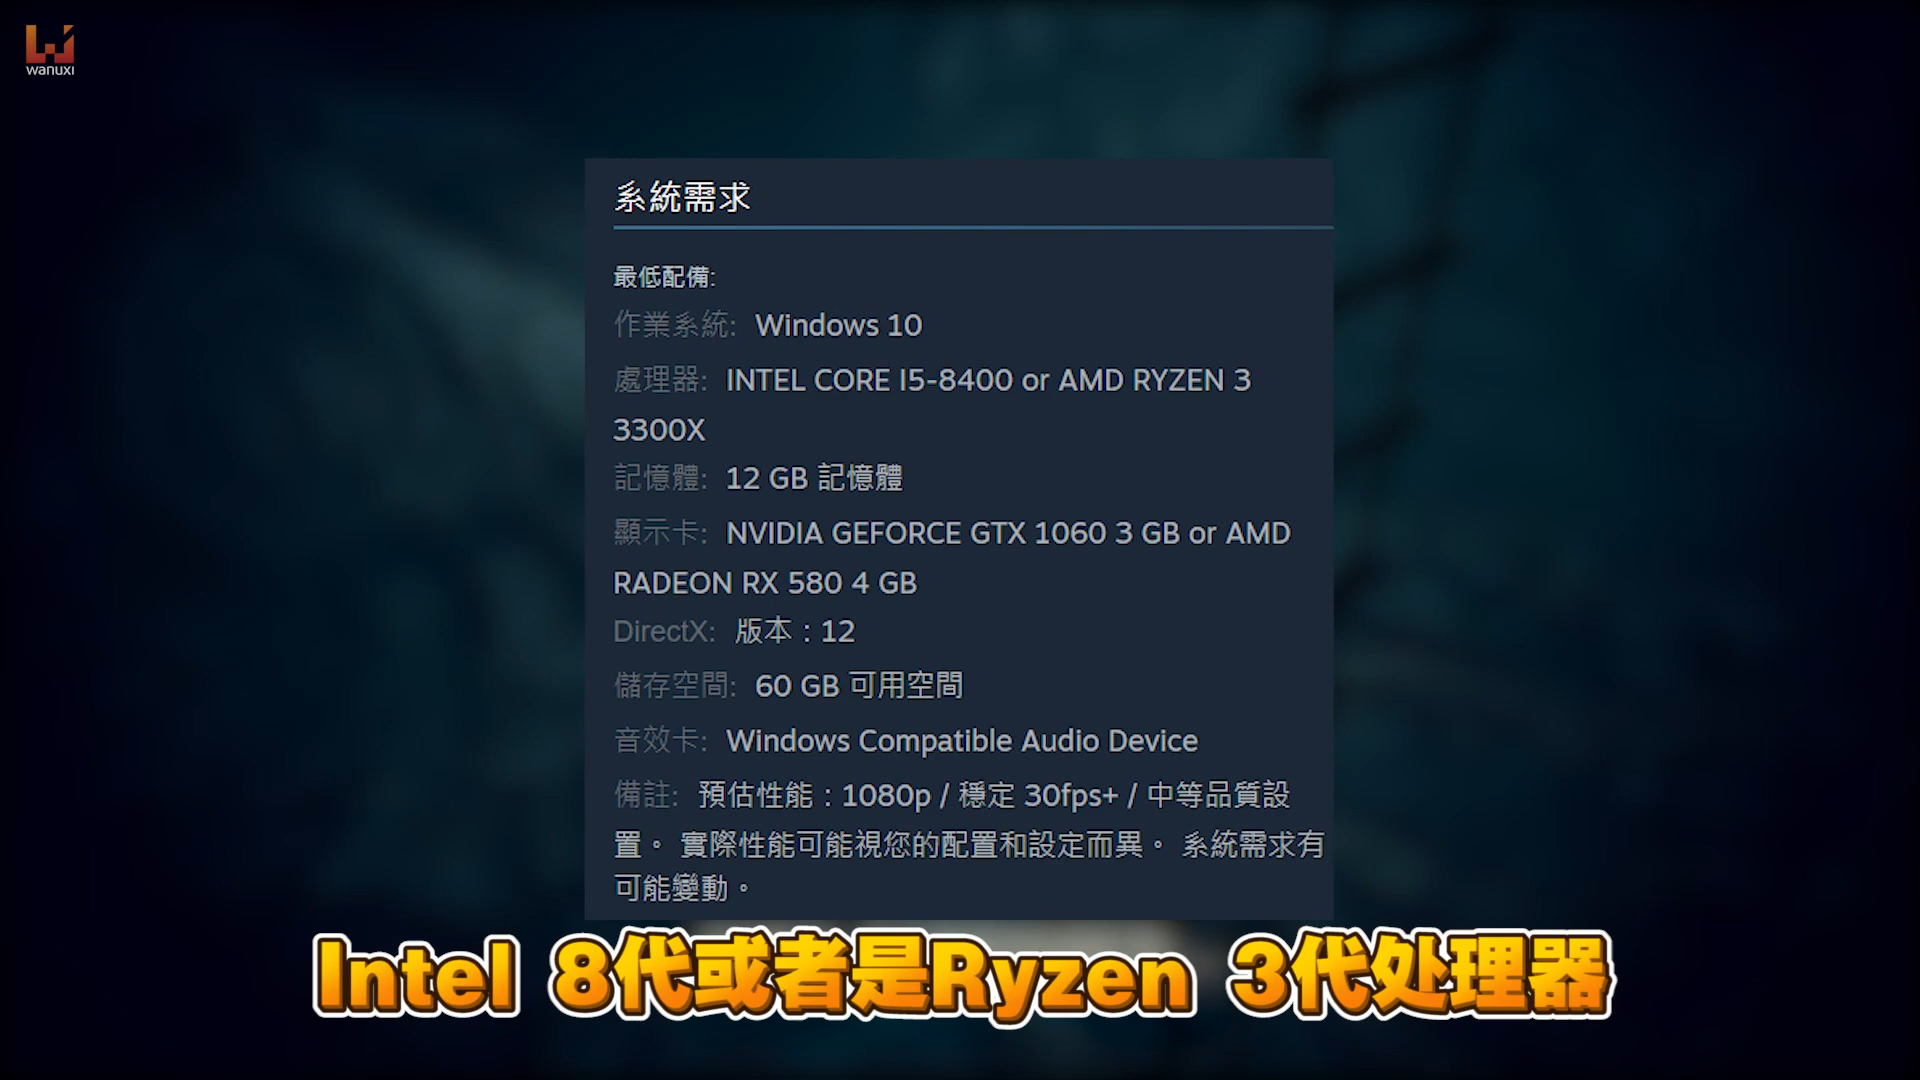 wanuxi
系統需求
最低配備:
作業系統: Windows 10
處理器: INTEL CORE I5-8400 or AMD RYZEN 3
3300X
記憶體: 12 GB 記憶體
顯示卡: NVIDIA GEFORCE GTX 1060 3 GB or AMD
RADEON RX 580 4 GB
DirectX: 版本：12
儲存空間: 60 GB 可用空間
音效卡: Windows Compatible Audio Device
備註: 預估性能：1080p / 穩定 30fps+ / 中等品質設
置。 實際性能可能視您的配置和設定而異。 系統需求有
可能變動。
Intel 8代或者是Ryzen 3代处理器